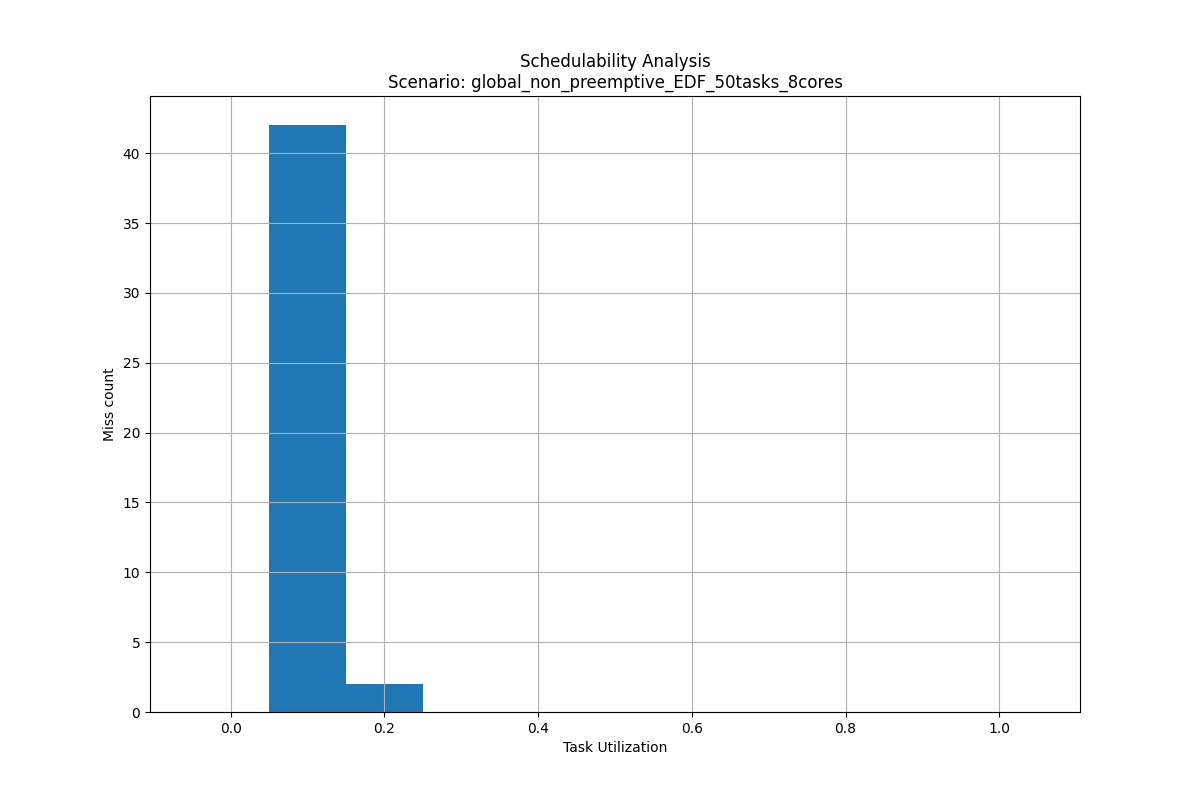 Schedulability Analysis
Scenario: global_non_preemptive_EDF_50tasks_8cores
Miss count
40
35
30
25
20
15
10
5
0
0.0 0.2 0.4 0.6 0.8 1.0
Task Utilization